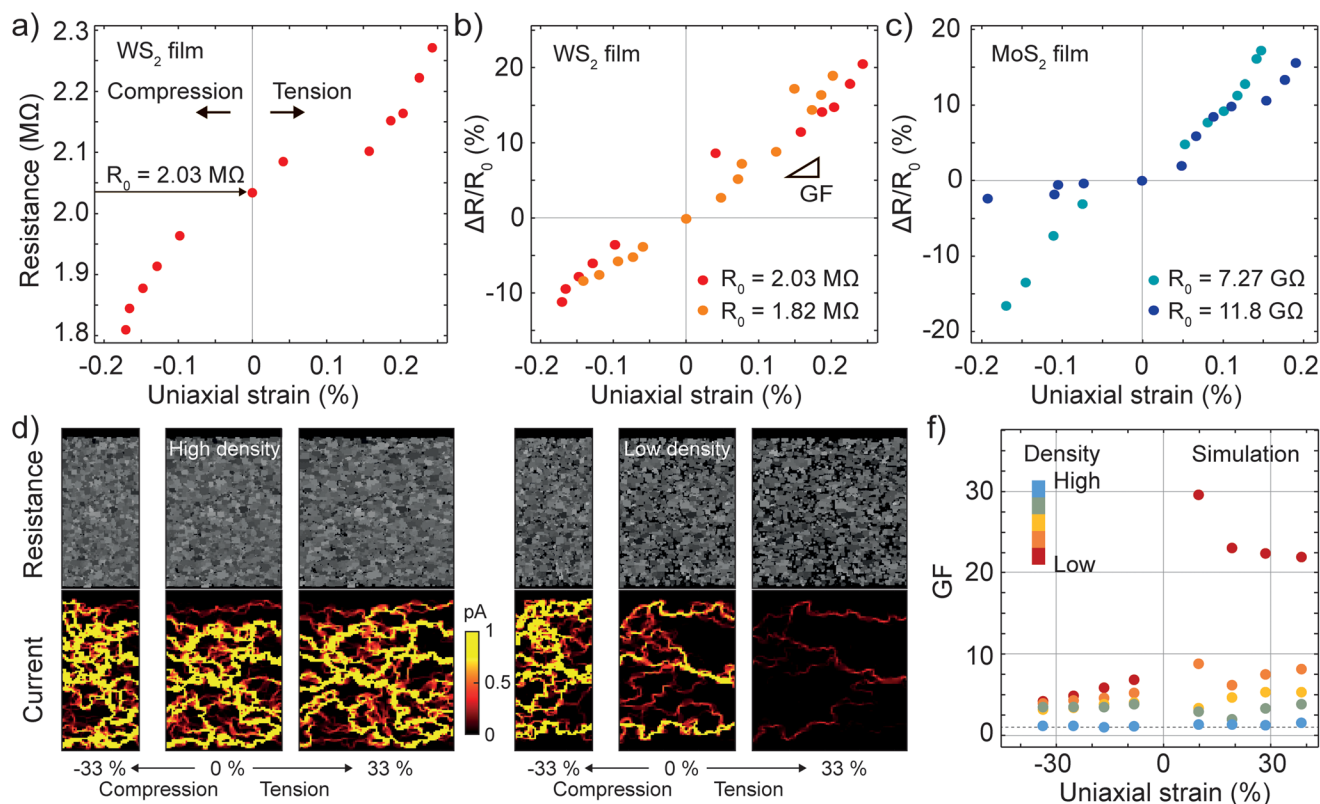 a)
WS2 film
Compression
Tension
R0 = 2.03 MΩ
Resistance (MΩ)
2.3
2.2
2.1
2.0
1.9
1.8
-0.2
-0.1
0
0.1
0.2
Uniaxial strain (%)
b)
WS2 film
ΔR/R0 (%)
20
10
0
-10
GF
R0 = 2.03 MΩ
R0 = 1.82 MΩ
-0.2
-0.1
0
0.1
0.2
Uniaxial strain (%)
c)
MoS2 film
ΔR/R0 (%)
20
10
0
-10
-20
R0 = 7.27 GΩ
R0 = 11.8 GΩ
-0.2
-0.1
0
0.1
0.2
Uniaxial strain (%)
d)
High density
Low density
Resistance
Current
pA
1
0.5
0
-33 %
0 %
33 %
Compression
Tension
-33 %
0 %
33 %
Compression
Tension
f)
Density
High
Low
Simulation
GF
30
20
10
0
-30
0
30
Uniaxial strain (%)